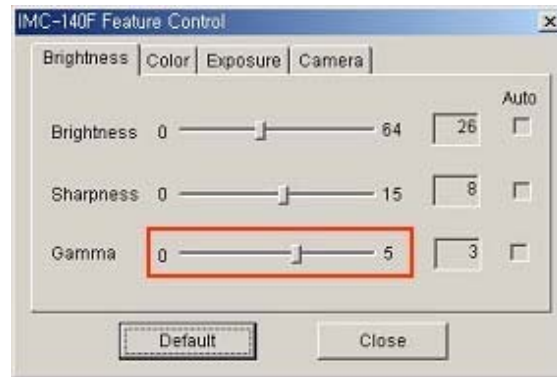 IMC-140F Feature Control
Brightness Color Exposure Camera
Auto
Brightness 0 64 26
Sharpness 0 15 8
Gamma 0 5 3
Default Close